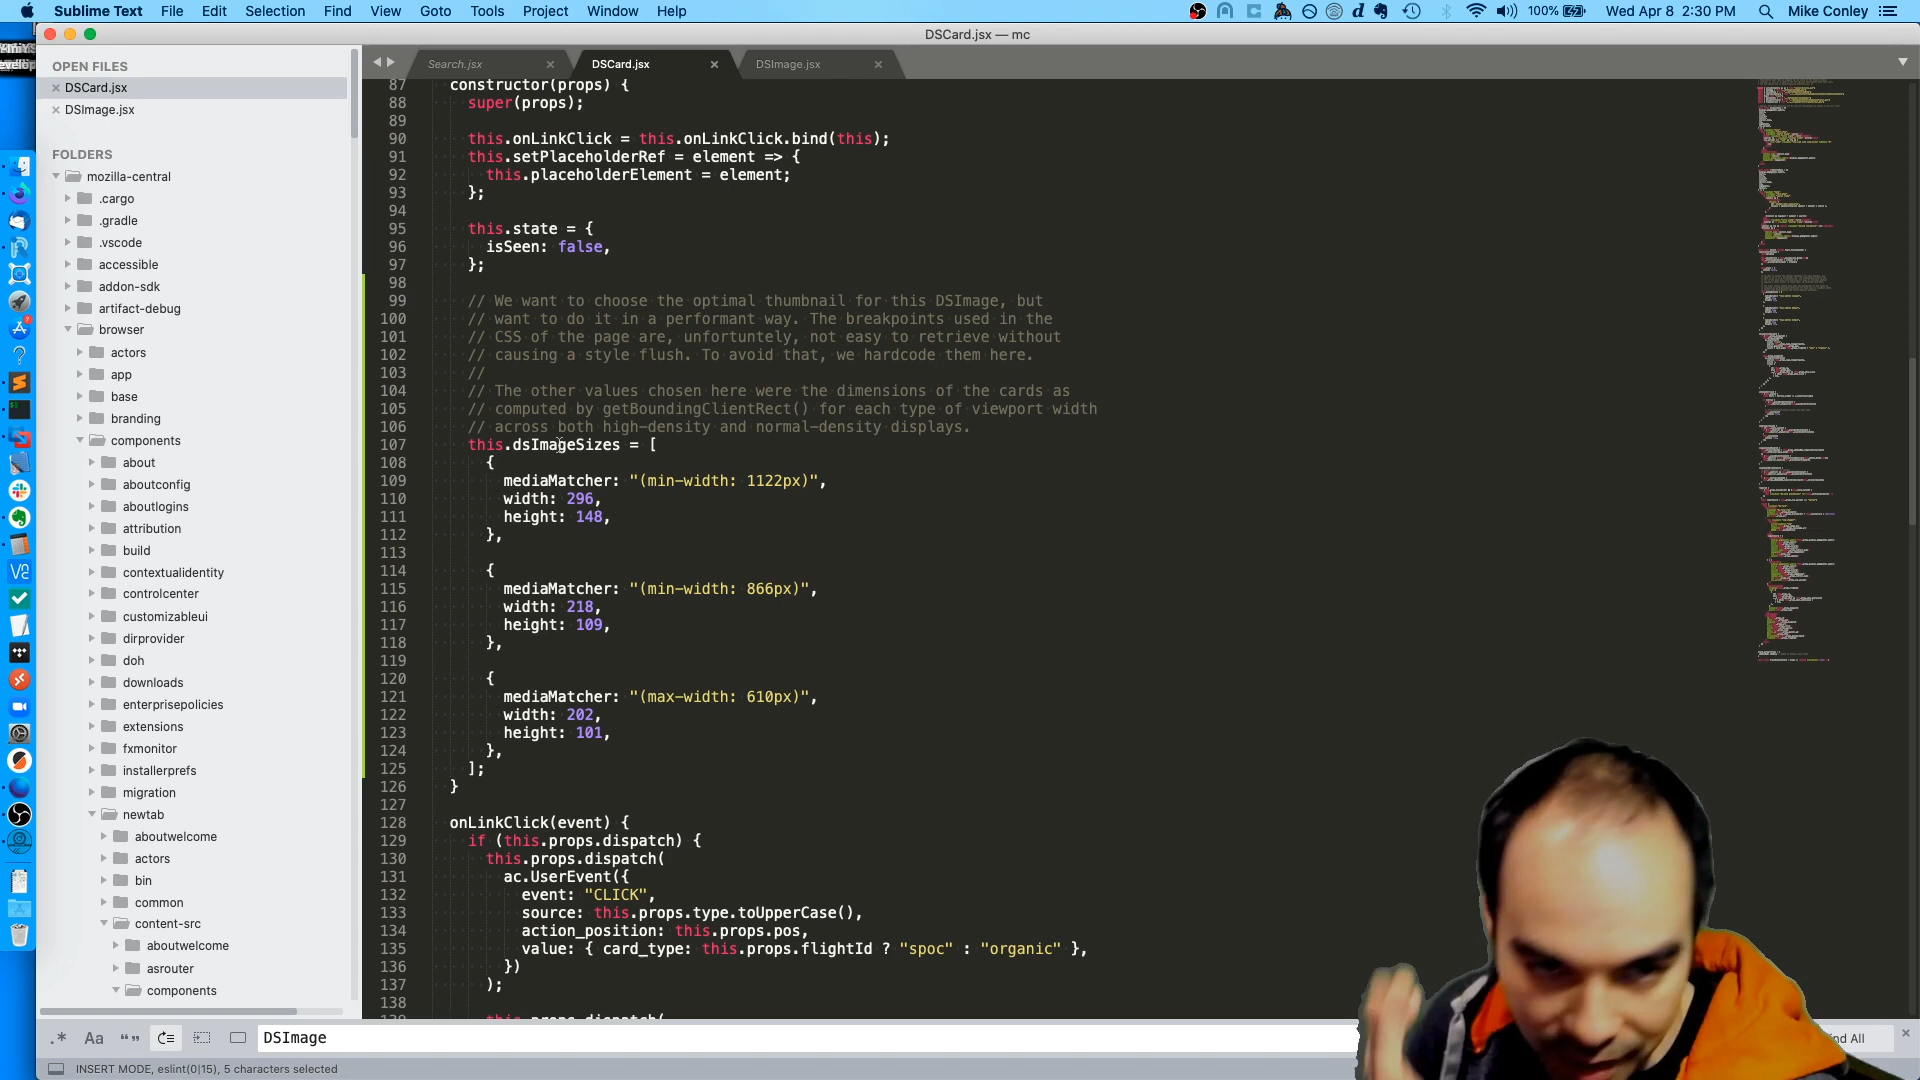 Sublime Text File Edit Selection Find View Goto Tools Project Window Help 100% Wed Apr 8 2:30 PM Mike Conley
DSCard.jsx — mc
OPEN FILES
DSCard.jsx
DSImage.jsx
FOLDERS
mozilla-central
.cargo
.gradle
.vscode
accessible
addon-sdk
artifact-debug
browser
actors
app
base
branding
components
about
aboutconfig
aboutlogins
attribution
build
contextualidentity
controlcenter
customizableui
dirprovider
doh
downloads
enterprisepolicies
extensions
fxmonitor
installerprefs
migration
newtab
aboutwelcome
actors
bin
common
content-src
aboutwelcome
asrouter
components
Search.jsx DSCard.jsx DSImage.jsx
87 constructor(props) {
88 super(props);
89
90 this.onLinkClick = this.onLinkClick.bind(this);
91 this.setPlaceholderRef = element => {
92 this.placeholderElement = element;
93 };
94
95 this.state = {
96 isSeen: false,
97 };
98
99 // We want to choose the optimal thumbnail for this DSImage, but
100 // want to do it in a performant way. The breakpoints used in the
101 // CSS of the page are, unfortuntely, not easy to retrieve without
102 // causing a style flush. To avoid that, we hardcode them here.
103 //
104 // The other values chosen here were the dimensions of the cards as
105 // computed by getBoundingClientRect() for each type of viewport width
106 // across both high-density and normal-density displays.
107 this.dsImageSizes = [
108 {
109 mediaMatcher: "(min-width: 1122px)",
110 width: 296,
111 height: 148,
112 },
113
114 {
115 mediaMatcher: "(min-width: 866px)",
116 width: 218,
117 height: 109,
118 },
119
120 {
121 mediaMatcher: "(max-width: 610px)",
122 width: 202,
123 height: 101,
124 },
125 ];
126 }
127
128 onLinkClick(event) {
129 if (this.props.dispatch) {
130 this.props.dispatch(
131 ac.UserEvent({
132 event: "CLICK",
133 source: this.props.type.toUpperCase(),
134 action_position: this.props.pos,
135 value: { card_type: this.props.flightId ? "spoc" : "organic" },
136 })
137 );
138
139 this.props.dispatch(
.* Aa “” DSImage nd All
INSERT MODE, eslint(0|15), 5 characters selected